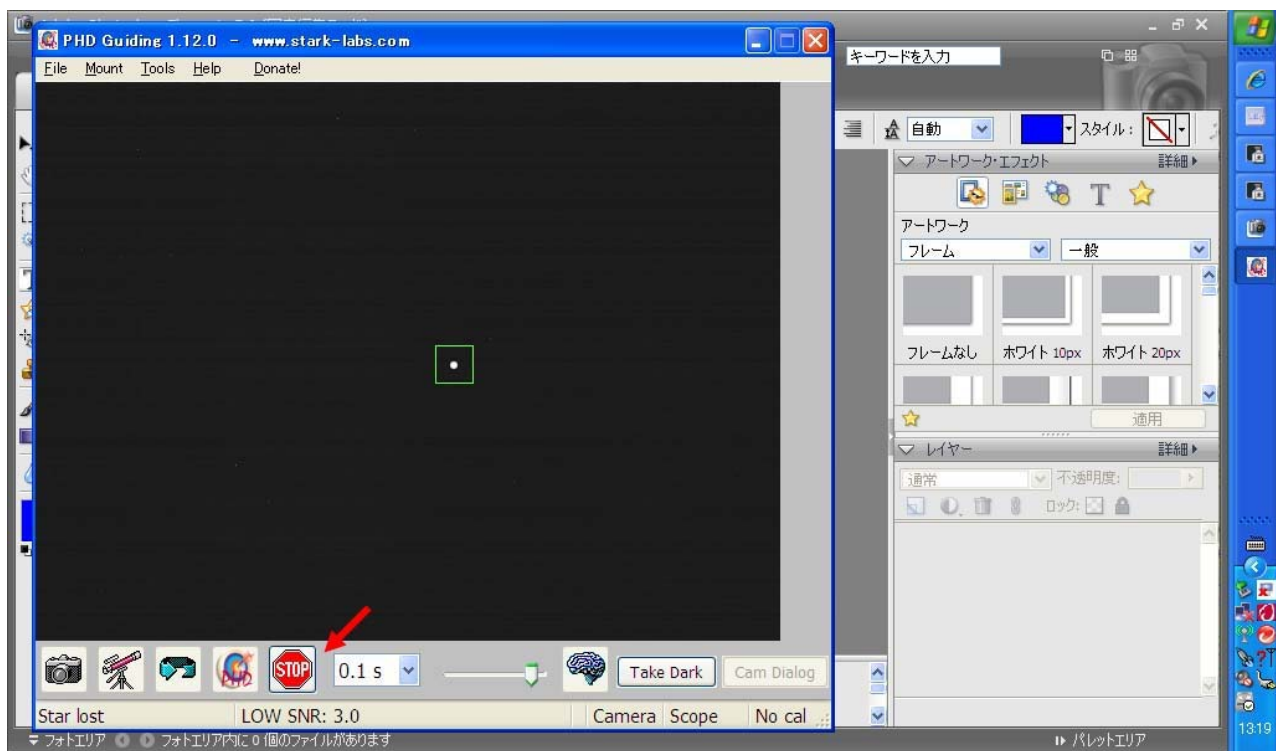 PHD Guiding 1.12.0 - www.stark-labs.com
File Mount Tools Help Donate!
キーワードを入力
自動
スタイル:
アートワーク・エフェクト 詳細
T
アートワーク
フレーム 一般
フレームなし ホワイト 10px ホワイト 20px
適用
レイヤー 詳細
通常 不透明度:
ロック:
STOP 0.1 s Take Dark Cam Dialog
Star lost LOW SNR: 3.0 Camera Scope No cal
フォトエリア フォトエリア内に 0 個のファイルがあります パレットエリア
13:19